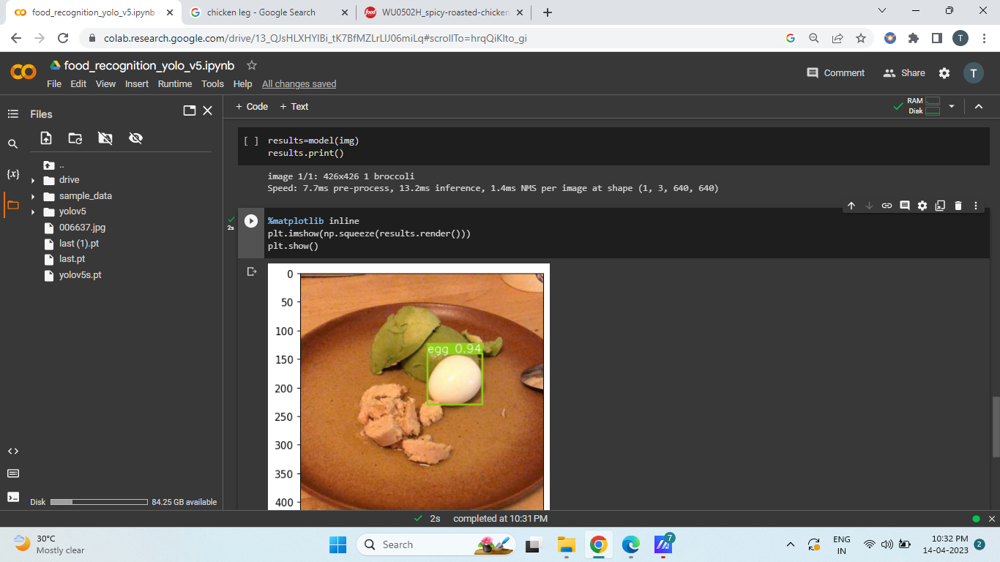 food_recognition_yolo_v5.ipynb
chicken leg - Google Search
food WU0502H_spicy-roasted-chicken
colab.research.google.com/drive/13_QJsHLXHYlBi_tK7BfMZLrLlJ06miLq#scrollTo=hrqQiKlto_gi
T
food_recognition_yolo_v5.ipynb
File Edit View Insert Runtime Tools Help All changes saved
Comment Share T
Files
+ Code + Text
RAM
Disk
[ ] results=model(img)
results.print()
image 1/1: 426x426 1 broccoli
Speed: 7.7ms pre-process, 13.2ms inference, 1.4ms NMS per image at shape (1, 3, 640, 640)
{x}
..
drive
sample_data
yolov5
006637.jpg
last (1).pt
last.pt
yolov5s.pt
2s
%matplotlib inline
plt.imshow(np.squeeze(results.render()))
plt.show()
0
50
100
150
200
250
300
350
400
egg 0.94
Disk 84.25 GB available
2s completed at 10:31 PM
30°C
Mostly clear
Search
7
ENG
IN
10:32 PM
14-04-2023
2